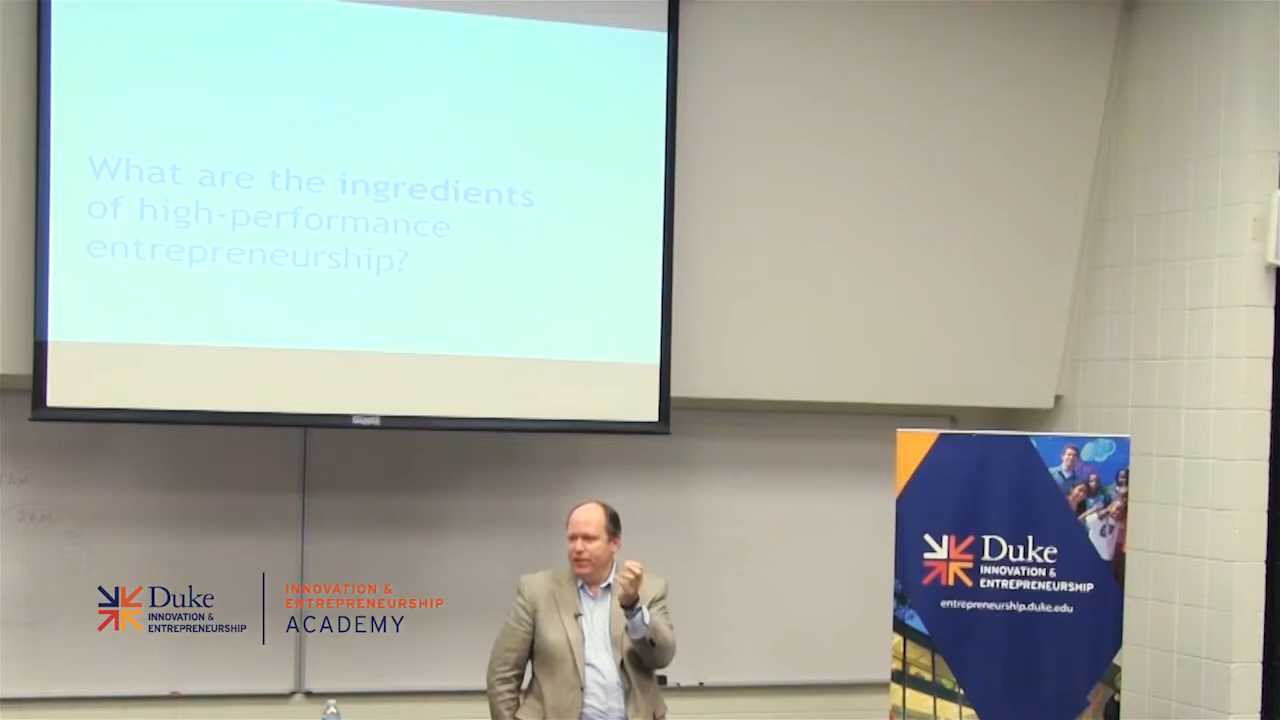 What are the ingredients
of high-performance
entrepreneurship?
Duke
INNOVATION &
ENTREPRENEURSHIP
INNOVATION &
ENTREPRENEURSHIP
ACADEMY
Duke
INNOVATION &
ENTREPRENEURSHIP
entrepreneurship.duke.edu